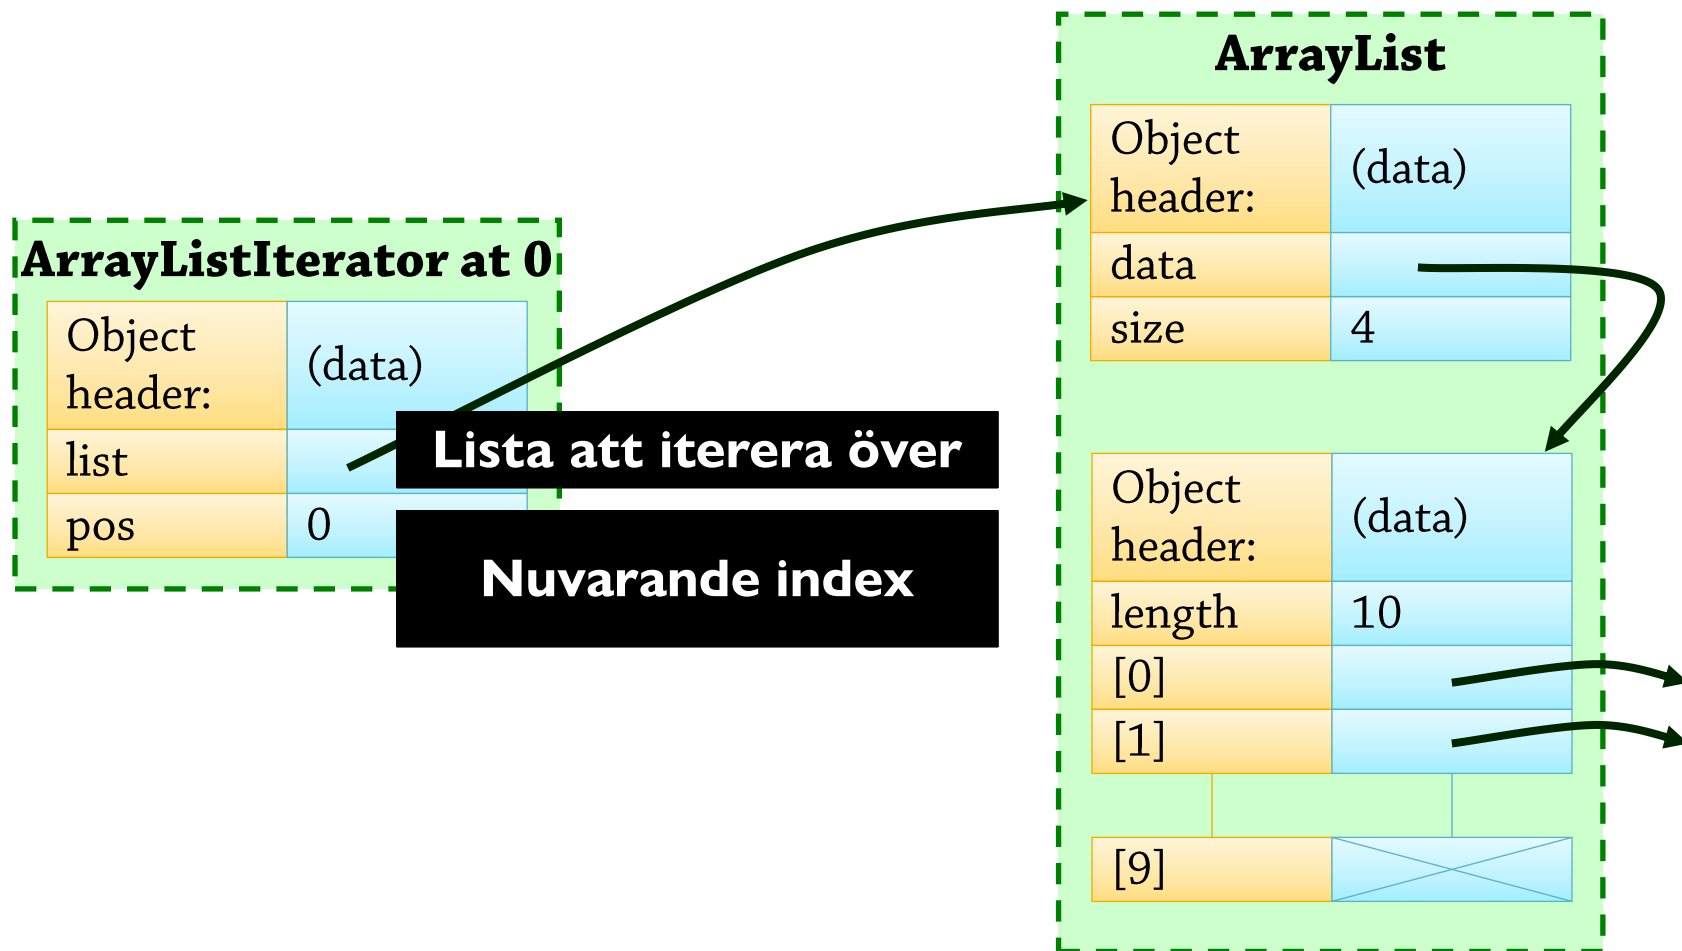 ArrayListIterator at 0
Object
header:
(data)
list
pos
0
Lista att iterera över
Nuvarande index
ArrayList
Object
header:
(data)
data
size
4
Object
header:
(data)
length
10
[0]
[1]
[9]